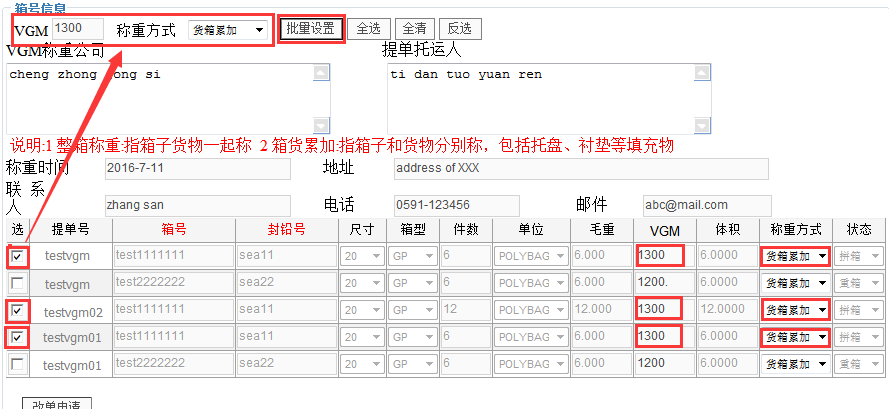 箱号信息
VGM 1300 称重方式 货箱累加 批量设置 全选 全清 反选
VGM称重公司 提单托运人
cheng zhong gong si ti dan tuo yuan ren
说明:1 整箱称重:指箱子货物一起称 2 箱货累加:指箱子和货物分别称，包括托盘、衬垫等填充物
称重时间 2016-7-11 地址 address of XXX
联 系
人 zhang san 电话 0591-123456 邮件 abc@mail.com
选 提单号 箱号 封铅号 尺寸 箱型 件数 单位 毛重 VGM 体积 称重方式 状态
testvgm test1111111 sea11 20 GP 6 POLYBAG 6.000 1300 6.0000 货箱累加 拼箱
testvgm test2222222 sea22 20 GP 6 POLYBAG 6.000 1200. 6.0000 货箱累加 重箱
testvgm02 test1111111 sea11 20 GP 12 POLYBAG 12.000 1300 12.0000 货箱累加 拼箱
testvgm01 test1111111 sea11 20 GP 6 POLYBAG 6.000 1300 6.0000 货箱累加 拼箱
testvgm01 test2222222 sea22 20 GP 6 POLYBAG 6.000 1200 6.0000 货箱累加 重箱
改单申请